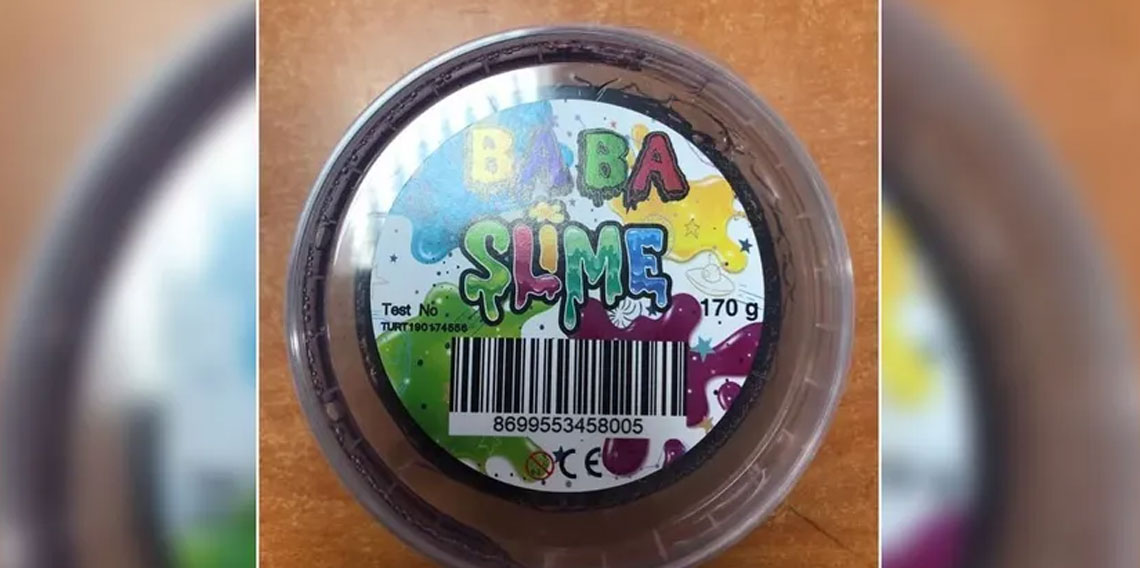 BABA
SLiME
Test No
170 g
8699553458005
CE